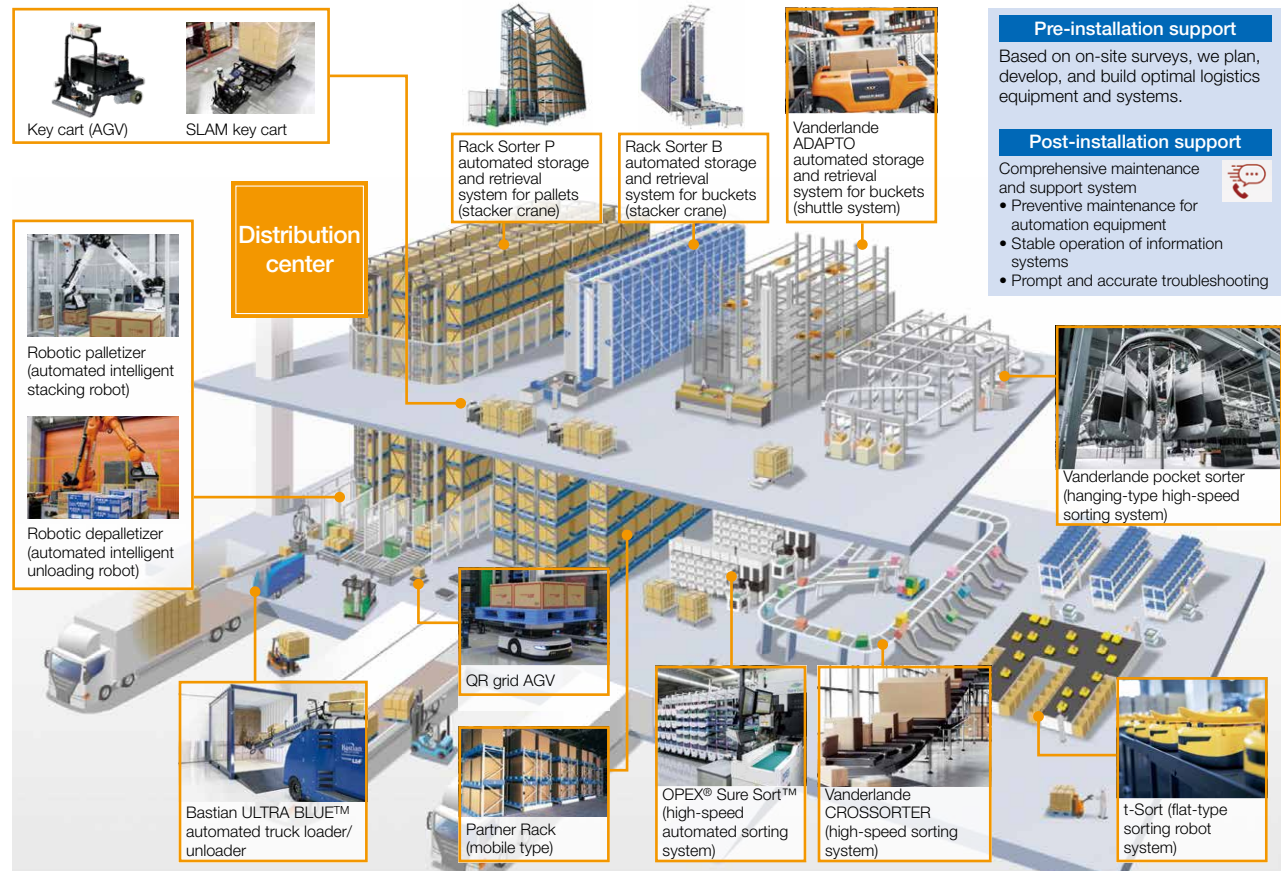 Key cart (AGV)
SLAM key cart
Rack Sorter P
automated storage
and retrieval
system for pallets
(stacker crane)
Rack Sorter B
automated storage
and retrieval
system for buckets
(stacker crane)
Vanderlande
ADAPTO
automated storage
and retrieval
system for buckets
(shuttle system)
Pre-installation support
Based on on-site surveys, we plan,
develop, and build optimal logistics
equipment and systems.
Post-installation support
Comprehensive maintenance
and support system
• Preventive maintenance for
automation equipment
• Stable operation of information
systems
• Prompt and accurate troubleshooting
Distribution
center
Robotic palletizer
(automated intelligent
stacking robot)
Robotic depalletizer
(automated intelligent
unloading robot)
Vanderlande pocket sorter
(hanging-type high-speed
sorting system)
QR grid AGV
Bastian
Bastian ULTRA BLUE™
automated truck loader/
unloader
Partner Rack
(mobile type)
OPEX® Sure Sort™
(high-speed
automated sorting
system)
Vanderlande
CROSSORTER
(high-speed sorting
system)
t-Sort (flat-type
sorting robot
system)